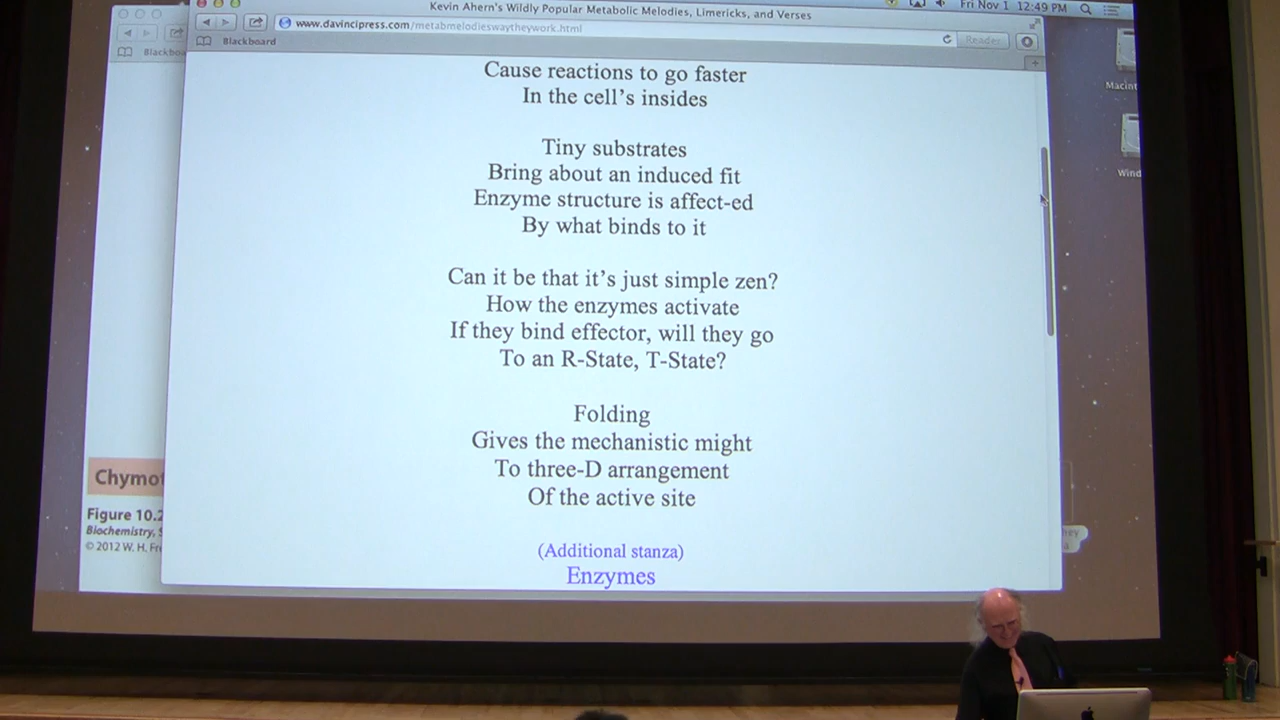 Kevin Ahern's Wildly Popular Metabolic Melodies, Limericks, and Verses
Fri Nov 1 12:49 PM
www.davincipress.com/metabmelodieswaytheywork.html
Reader
Blackboard
Blackboa
Macint
Wind
Cause reactions to go faster
In the cell's insides
Tiny substrates
Bring about an induced fit
Enzyme structure is affect-ed
By what binds to it
Can it be that it's just simple zen?
How the enzymes activate
If they bind effector, will they go
To an R-State, T-State?
Folding
Gives the mechanistic might
To three-D arrangement
Of the active site
(Additional stanza)
Enzymes
Chymot
Figure 10.2
Biochemistry, S
© 2012 W. H. Fre